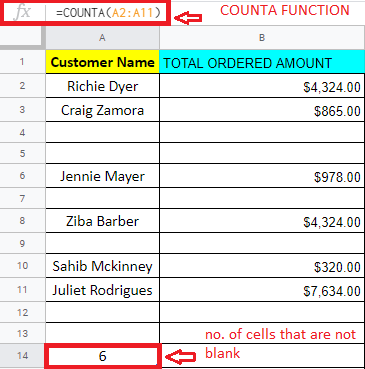 fx =COUNTA(A2:A11) COUNTA FUNCTION
A B
1 Customer Name TOTAL ORDERED AMOUNT
2 Richie Dyer $4,324.00
3 Craig Zamora $865.00
4
5
6 Jennie Mayer $978.00
7
8 Ziba Barber $4,324.00
9
10 Sahib Mckinney $320.00
11 Juliet Rodrigues $7,634.00
12
13 no. of cells that are not
14 6 blank